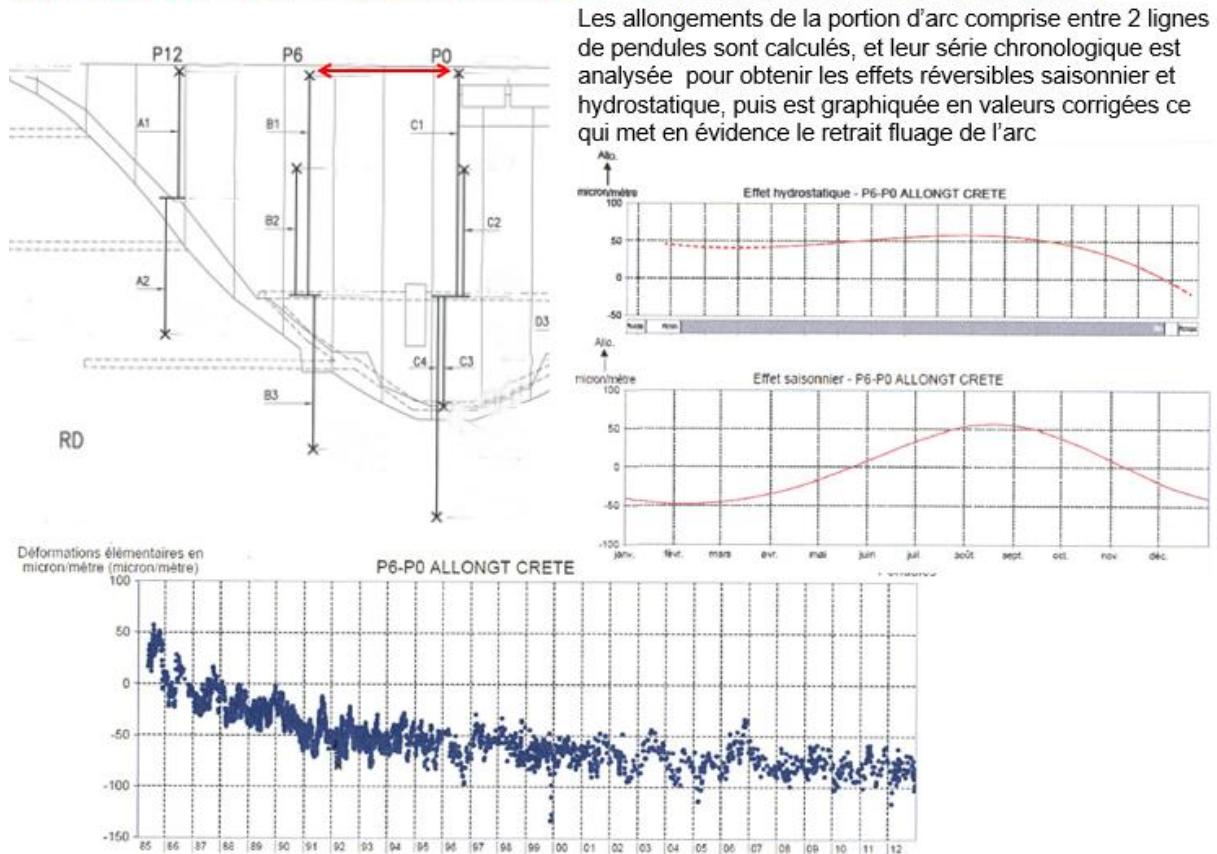 Les allongements de la portion d’arc comprise entre 2 lignes
de pendules sont calculés, et leur série chronologique est
analysée pour obtenir les effets réversibles saisonnier et
hydrostatique, puis est graphiquée en valeurs corrigées ce
qui met en évidence le retrait fluage de l’arc
P12 P6 P0
A1 B1 C1
B2 C2
A2
D3
C4 C3
B3
RD
Allo.
micron/mètre
Effet hydrostatique - P6-P0 ALLONGT CRETE
100
50
0
-50
Allo.
micron/mètre
Effet saisonnier - P6-P0 ALLONGT CRETE
100
50
0
-50
-100
janv. févr. mars avr. mai juin juil. août sept. oct. nov. déc.
Déformations élémentaires en
micron/mètre (micron/mètre)
P6-P0 ALLONGT CRETE
100
50
0
-50
-100
-150
85 86 87 88 89 90 91 92 93 94 95 96 97 98 99 00 01 02 03 04 05 06 07 08 09 10 11 12